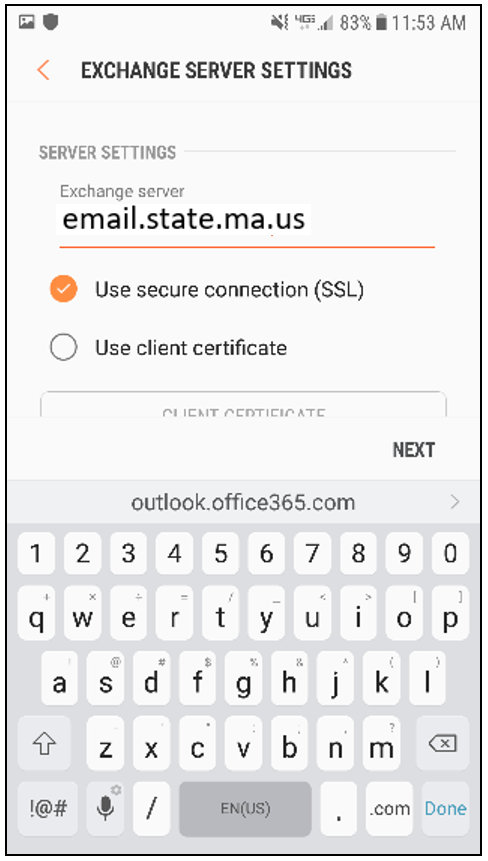 4G 83% 11:53 AM
EXCHANGE SERVER SETTINGS
SERVER SETTINGS
Exchange server
email.state.ma.us
Use secure connection (SSL)
Use client certificate
CLIENT CERTIFICATE
NEXT
outlook.office365.com
1 2 3 4 5 6 7 8 9 0
q w e r t y u i o p
a s d f g h j k l
z x c v b n m
!@# / EN(US) . .com Done